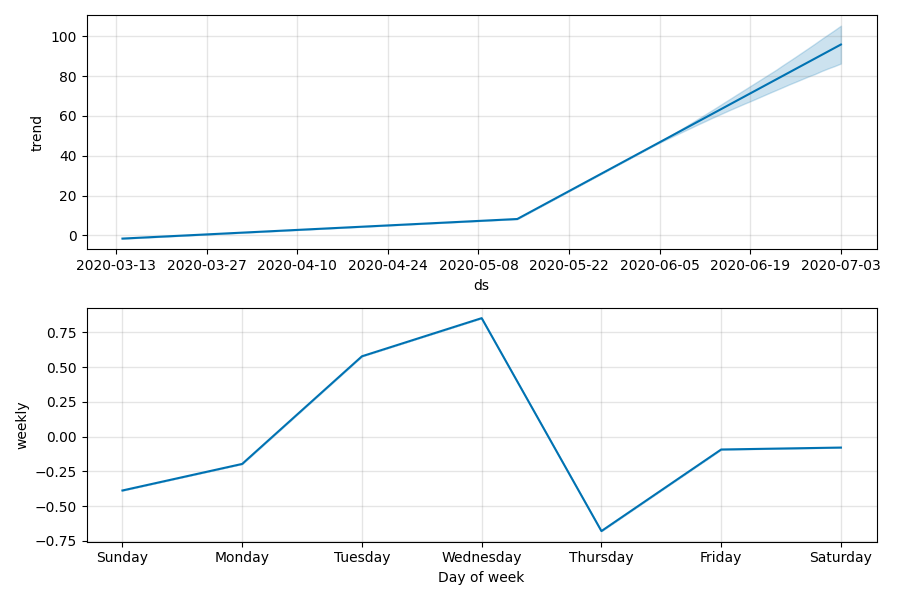 100
80
60
40
20
0
trend
2020-03-13 2020-03-27 2020-04-10 2020-04-24 2020-05-08 2020-05-22 2020-06-05 2020-06-19 2020-07-03
ds
0.75
0.50
0.25
0.00
−0.25
−0.50
−0.75
weekly
Sunday Monday Tuesday Wednesday Thursday Friday Saturday
Day of week